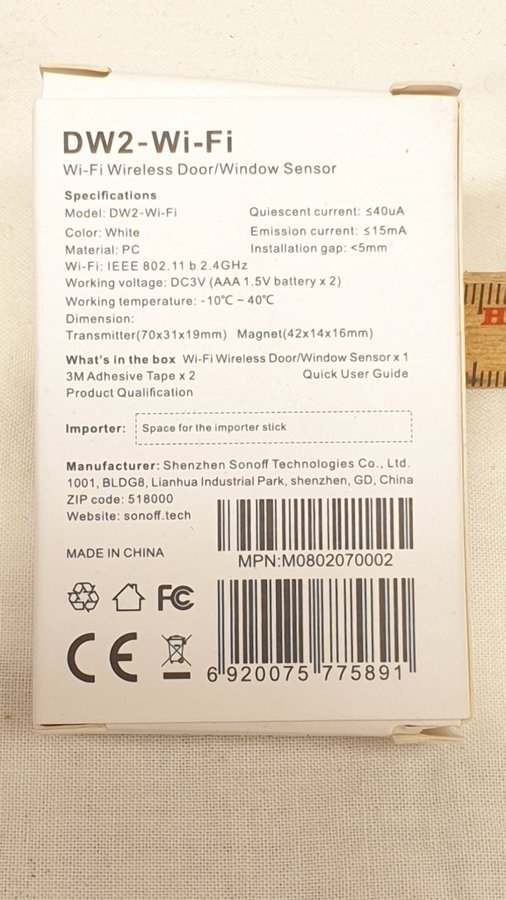 DW2-Wi-Fi
Wi-Fi Wireless Door/Window Sensor
Specifications
Model: DW2-Wi-Fi Quiescent current: ≤40uA
Color: White Emission current: ≤15mA
Material: PC Installation gap: <5mm
Wi-Fi: IEEE 802.11 b 2.4GHz
Working voltage: DC3V (AAA 1.5V battery x 2)
Working temperature: -10℃ ~ 40℃
Dimension:
Transmitter(70x31x19mm) Magnet(42x14x16mm)
What's in the box Wi-Fi Wireless Door/Window Sensor x 1
3M Adhesive Tape x 2 Quick User Guide
Product Qualification
Importer: Space for the importer stick
Manufacturer: Shenzhen Sonoff Technologies Co., Ltd.
1001, BLDG8, Lianhua Industrial Park, shenzhen, GD, China
ZIP code: 518000
Website: sonoff.tech
MADE IN CHINA
MPN:M0802070002
FC
CE
6 920075 775891